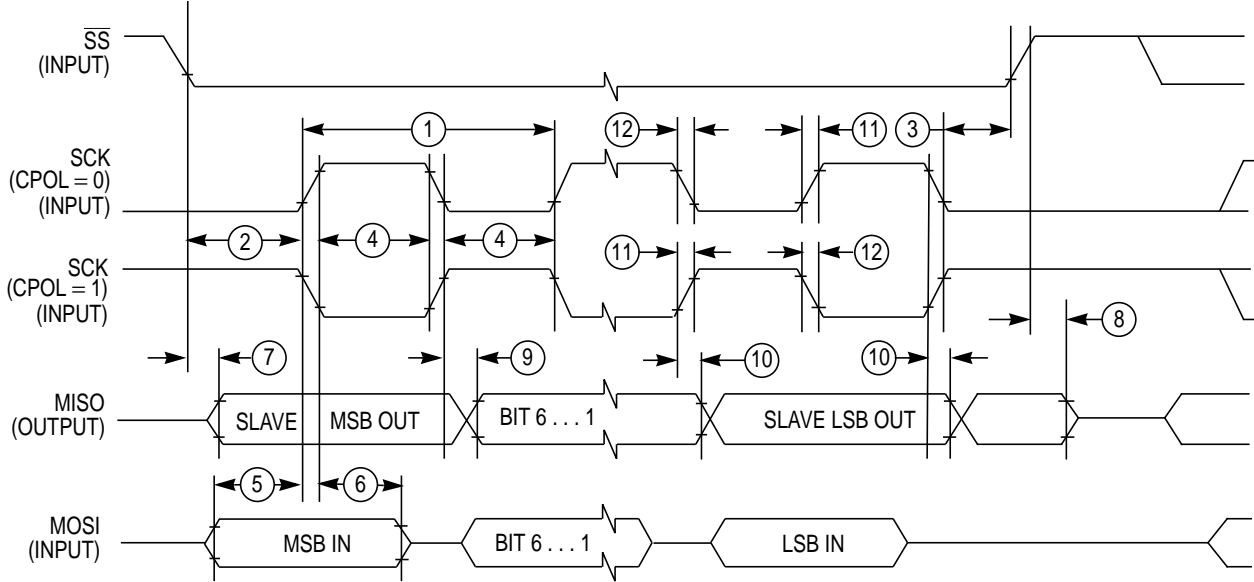 SS
(INPUT)
1
12
11
3
SCK
(CPOL = 0)
(INPUT)
2
4
4
11
12
SCK
(CPOL = 1)
(INPUT)
8
7
9
10
10
MISO
(OUTPUT)
SLAVE MSB OUT
BIT 6 . . . 1
SLAVE LSB OUT
5
6
MOSI
(INPUT)
MSB IN
BIT 6 . . . 1
LSB IN